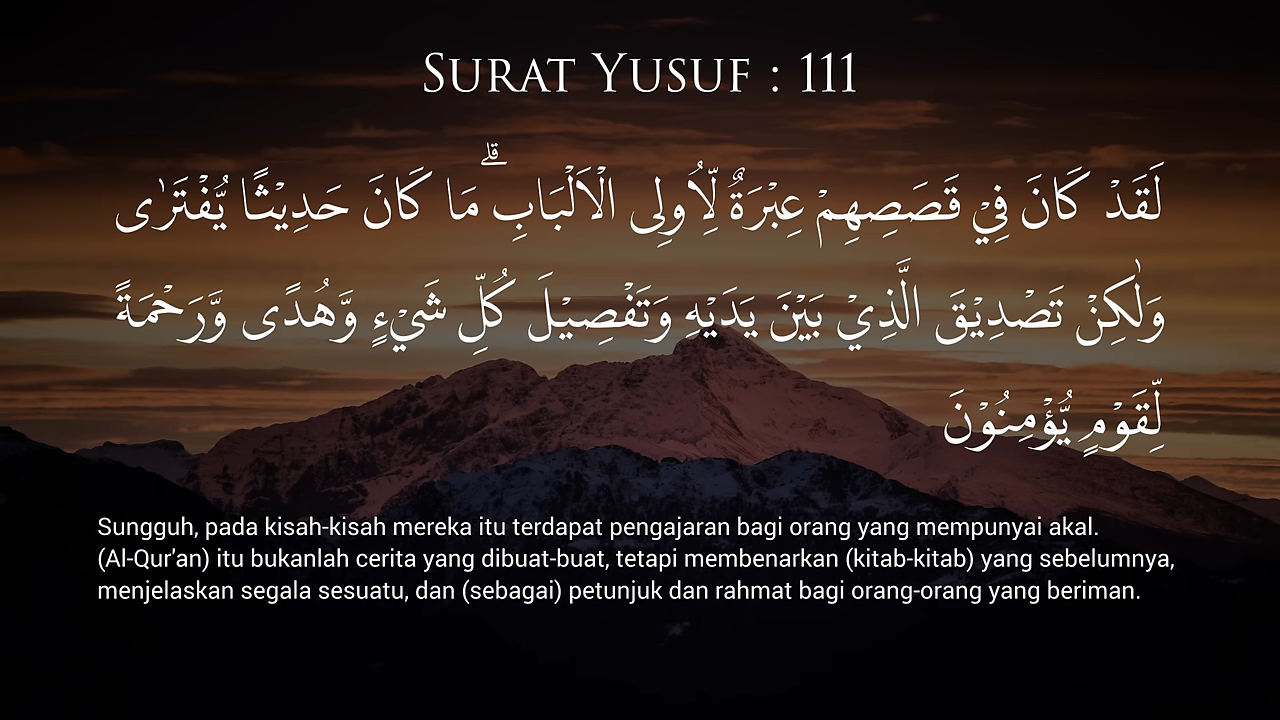 SURAT YUSUF : 111
لَقَدْ كَانَ فِيْ قَصَصِهِمْ عِبْرَةٌ لِّاُولِى الْاَلْبَابِۗ مَا كَانَ حَدِيْثًا يُّفْتَرٰى
وَلٰكِنْ تَصْدِيْقَ الَّذِيْ بَيْنَ يَدَيْهِ وَتَفْصِيْلَ كُلِّ شَيْءٍ وَّهُدًى وَّرَحْمَةً
لِّقَوْمٍ يُّؤْمِنُوْنَ
Sungguh, pada kisah-kisah mereka itu terdapat pengajaran bagi orang yang mempunyai akal.
(Al-Qur'an) itu bukanlah cerita yang dibuat-buat, tetapi membenarkan (kitab-kitab) yang sebelumnya,
menjelaskan segala sesuatu, dan (sebagai) petunjuk dan rahmat bagi orang-orang yang beriman.